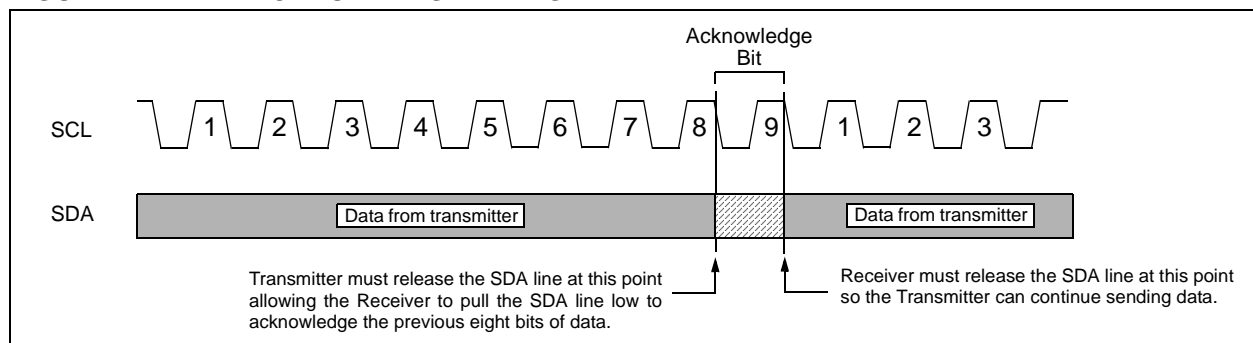 Acknowledge
Bit
SCL 1 2 3 4 5 6 7 8 9 1 2 3
SDA Data from transmitter Data from transmitter
Transmitter must release the SDA line at this point
allowing the Receiver to pull the SDA line low to
acknowledge the previous eight bits of data.
Receiver must release the SDA line at this point
so the Transmitter can continue sending data.